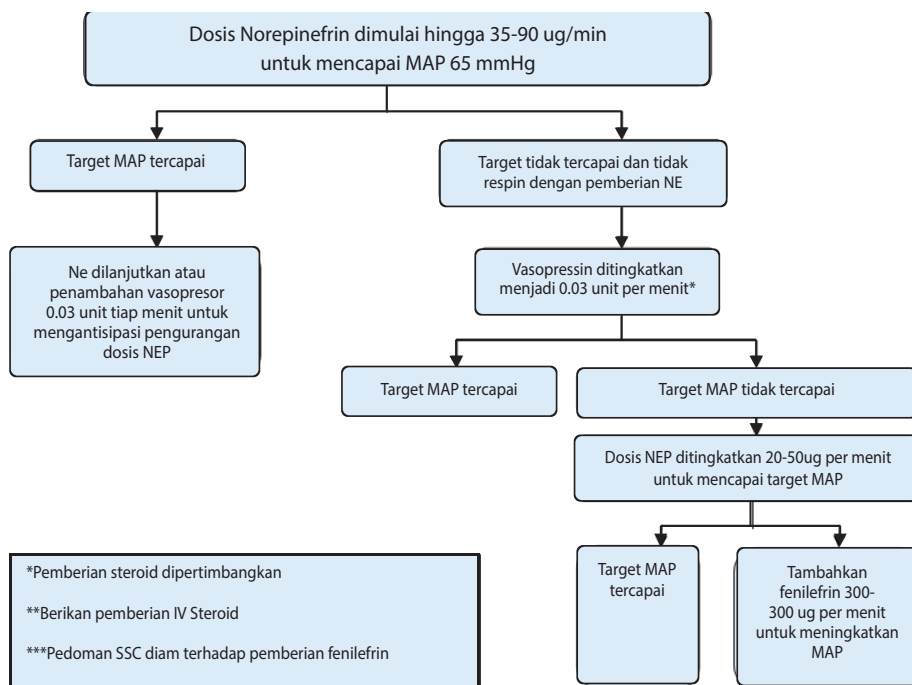 Dosis Norepinefrin dimulai hingga 35-90 ug/min
untuk mencapai MAP 65 mmHg
Target MAP tercapai
Target tidak tercapai dan tidak
respin dengan pemberian NE
Ne dilanjutkan atau
penambahan vasopresor
0.03 unit tiap menit untuk
mengantisipasi pengurangan
dosis NEP
Vasopressin ditingkatkan
menjadi 0.03 unit per menit*
Target MAP tercapai
Target MAP tidak tercapai
Dosis NEP ditingkatkan 20-50ug per menit
untuk mencapai target MAP
Target MAP
tercapai
Tambahkan
fenilefrin 300-
300 ug per menit
untuk meningkatkan
MAP
*Pemberian steroid dipertimbangkan
**Berikan pemberian IV Steroid
***Pedoman SSC diam terhadap pemberian fenilefrin